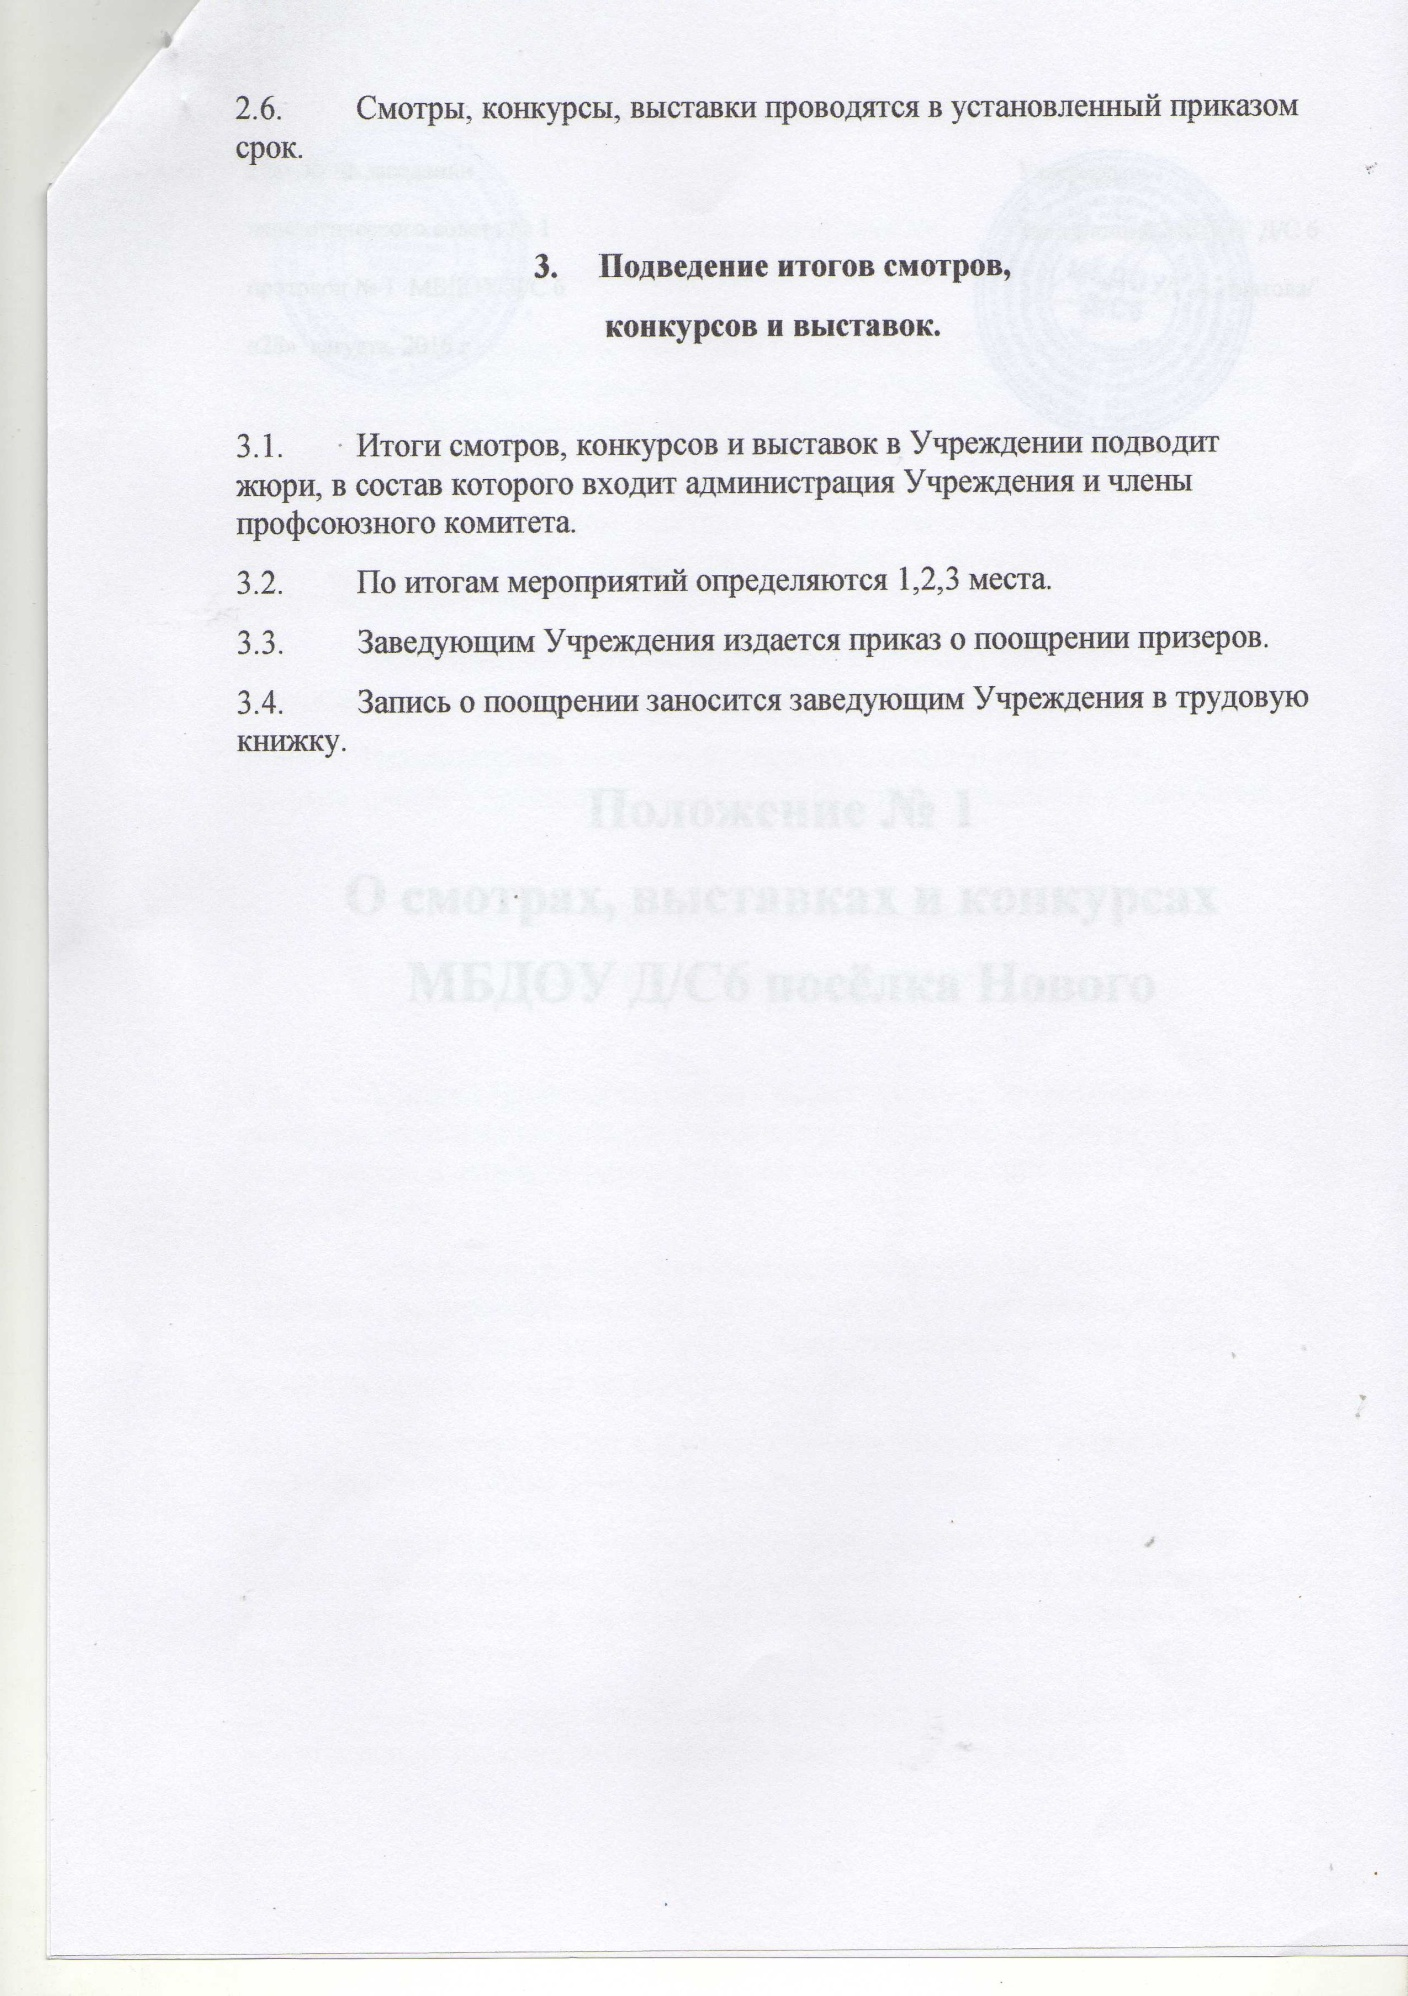 2.6. Смотры, конкурсы, выставки проводятся в установленный приказом
срок.
3. Подведение итогов смотров,
конкурсов и выставок.
3.1. Итоги смотров, конкурсов и выставок в Учреждении подводит
жюри, в состав которого входит администрация Учреждения и члены
профсоюзного комитета.
3.2. По итогам мероприятий определяются 1,2,3 места.
3.3. Заведующим Учреждения издается приказ о поощрении призеров.
3.4. Запись о поощрении заносится заведующим Учреждения в трудовую
книжку.
Положение № 1
О смотрах, выставках и конкурсах
МБДОУ Д/С6 посёлка Нового